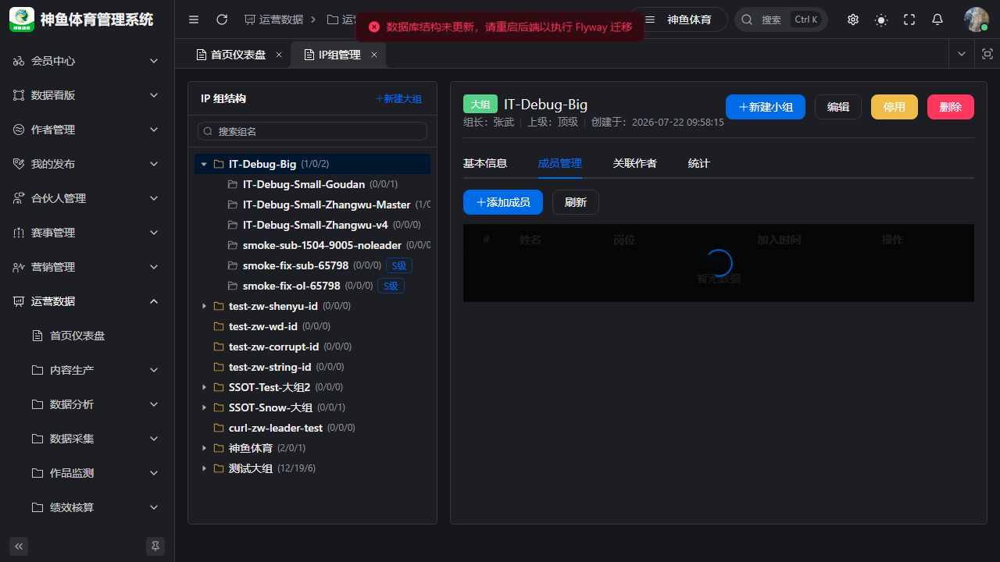 神鱼体育管理系统
运营数据
运营
数据库结构未更新，请重启后端以执行 Flyway 迁移
神鱼体育
搜索
Ctrl K
首页仪表盘
IP组管理
会员中心
数据看版
作者管理
我的发布
合伙人管理
赛事管理
营销管理
运营数据
首页仪表盘
内容生产
数据分析
数据采集
作品监测
绩效核算
IP 组结构
新建大组
搜索组名
IT-Debug-Big (1/0/2)
IT-Debug-Small-Goudan (0/0/1)
IT-Debug-Small-Zhangwu-Master (1/0
IT-Debug-Small-Zhangwu-v4 (0/0/0)
smoke-sub-1504-9005-noleader (0/0/0
smoke-fix-sub-65798 (0/0/0) S级
smoke-fix-ol-65798 (0/0/0) S级
test-zw-shenyu-id (0/0/0)
test-zw-wd-id (0/0/0)
test-zw-corrupt-id (0/0/0)
test-zw-string-id (0/0/0)
SSOT-Test-大组2 (0/0/0)
SSOT-Snow-大组 (0/0/1)
curl-zw-leader-test (0/0/0)
神鱼体育 (2/0/1)
测试大组 (12/19/6)
大组 IT-Debug-Big
新建小组
编辑
停用
删除
组长：张武 | 上级：顶级 | 创建于：2026-07-22 09:58:15
基本信息
成员管理
关联作者
统计
添加成员
刷新
# 姓名 岗位 加入时间 操作
暂无数据